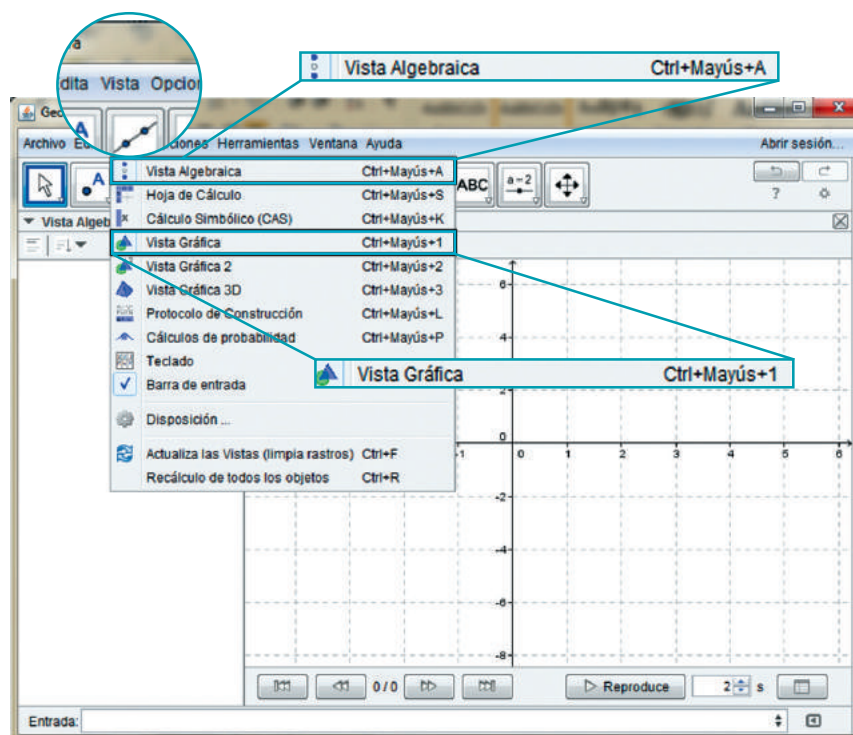 a
dita Vista Opcion
Vista Algebraica Ctrl+Mayús+A
Geo
Archivo Ed ciones Herramientas Ventana Ayuda Abrir sesión...
A
ABC
a=2
?
Vista Algeb
Vista Algebraica Ctrl+Mayús+A
Hoja de Cálculo Ctrl+Mayús+S
Cálculo Simbólico (CAS) Ctrl+Mayús+K
Vista Gráfica Ctrl+Mayús+1
Vista Gráfica 2 Ctrl+Mayús+2
Vista Gráfica 3D Ctrl+Mayús+3
Protocolo de Construcción Ctrl+Mayús+L
Cálculos de probabilidad Ctrl+Mayús+P
Teclado
Barra de entrada
Disposición ...
Actualiza las Vistas (limpia rastros) Ctrl+F
Recálculo de todos los objetos Ctrl+R
Vista Gráfica Ctrl+Mayús+1
6
4
2
0
-1 0 1 2 3 4 5 6
-2
-4
-6
-8
0/0 Reproduce 2 s
Entrada: